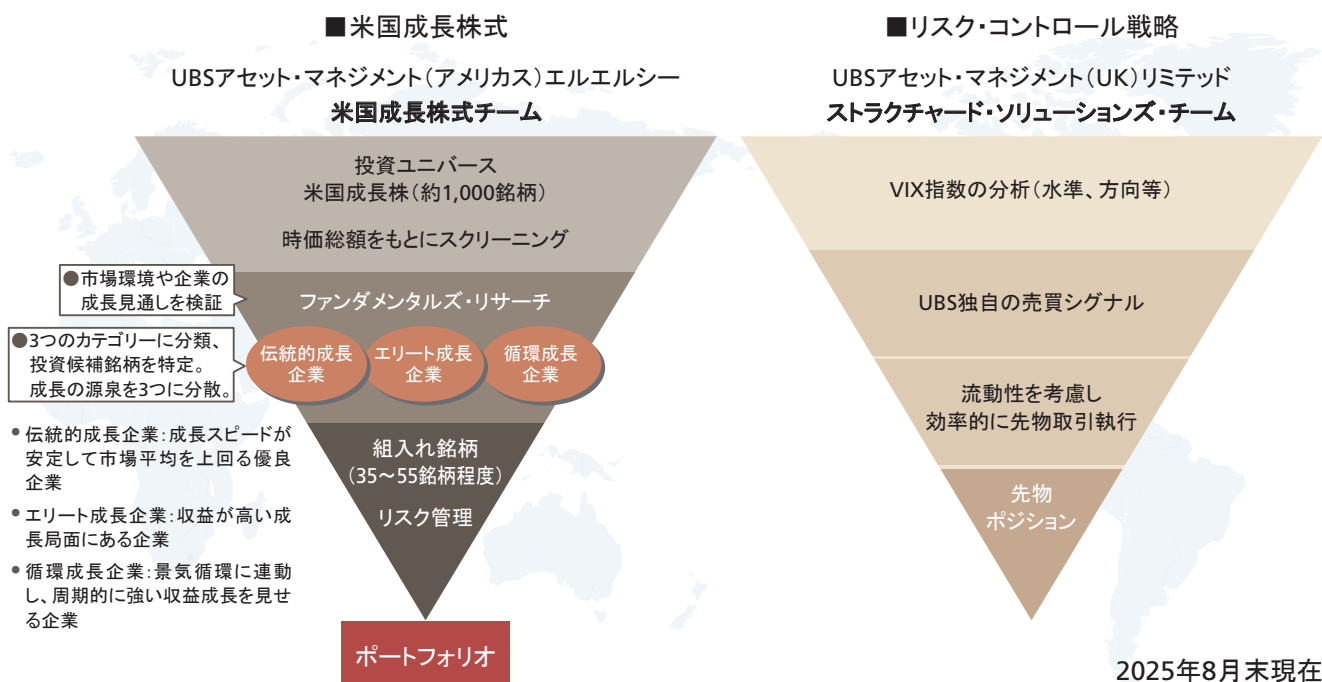 ■米国成長株式
UBSアセット・マネジメント(アメリカス)エルエルシー
米国成長株式チーム
投資ユニバース
米国成長株(約1,000銘柄)
時価総額をもとにスクリーニング
●市場環境や企業の
成長見通しを検証
ファンダメンタルズ・リサーチ
●3つのカテゴリーに分類、
投資候補銘柄を特定。
成長の源泉を3つに分散。
伝統的成長
企業
エリート成長
企業
循環成長
企業
•伝統的成長企業:成長スピードが
安定して市場平均を上回る優良
企業
•エリート成長企業:収益が高い成
長局面にある企業
•循環成長企業:景気循環に連動
し、周期的に強い収益成長を見せ
る企業
組入れ銘柄
(35~55銘柄程度)
リスク管理
ポートフォリオ
■リスク・コントロール戦略
UBSアセット・マネジメント(UK)リミテッド
ストラクチャード・ソリューションズ・チーム
VIX指数の分析(水準、方向等)
UBS独自の売買シグナル
流動性を考慮し
効率的に先物取引執行
先物
ポジション
2025年8月末現在